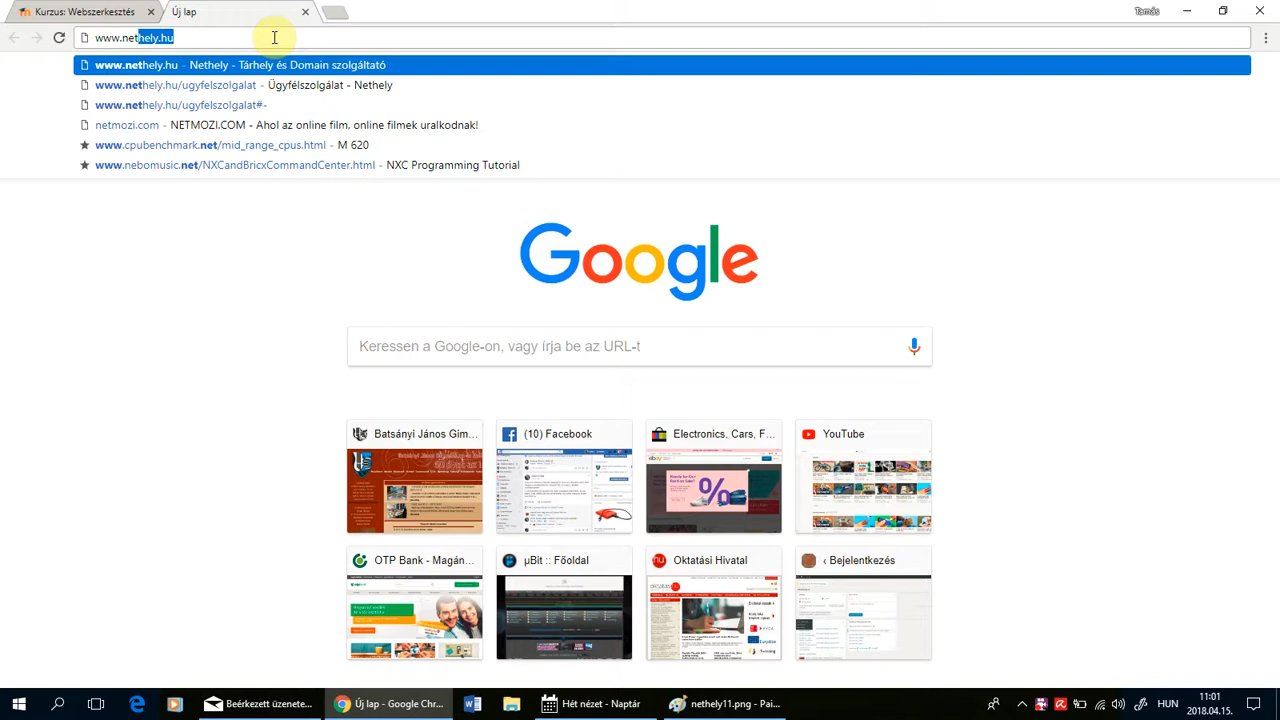 Kurzus: Webszerkesztés
Új lap
Tamás
www.nethely.hu
www.nethely.hu - Nethely - Tárhely és Domain szolgáltató
www.nethely.hu/ugyfelszolgalat - Ügyfélszolgálat - Nethely
www.nethely.hu/ugyfelszolgalat#-
netmozi.com - NETMOZI.COM - Ahol az online film, online filmek uralkodnak!
www.cpubenchmark.net/mid_range_cpus.html - M 620
www.nebomusic.net/NXCandBricxCommandCenter.html - NXC Programming Tutorial
Google
Keressen a Google-on, vagy írja be az URL-t
Batsányi János Gim...
(10) Facebook
Electronics, Cars, F...
YouTube
OTP Bank - Magán...
µBit :: Főoldal
Oktatási Hivatal
‹ Bejelentkezés
Beérkezett üzenete...
Új lap - Google Chr...
Hét nézet - Naptár
nethely11.png - Pai...
HUN
11:01
2018.04.15.